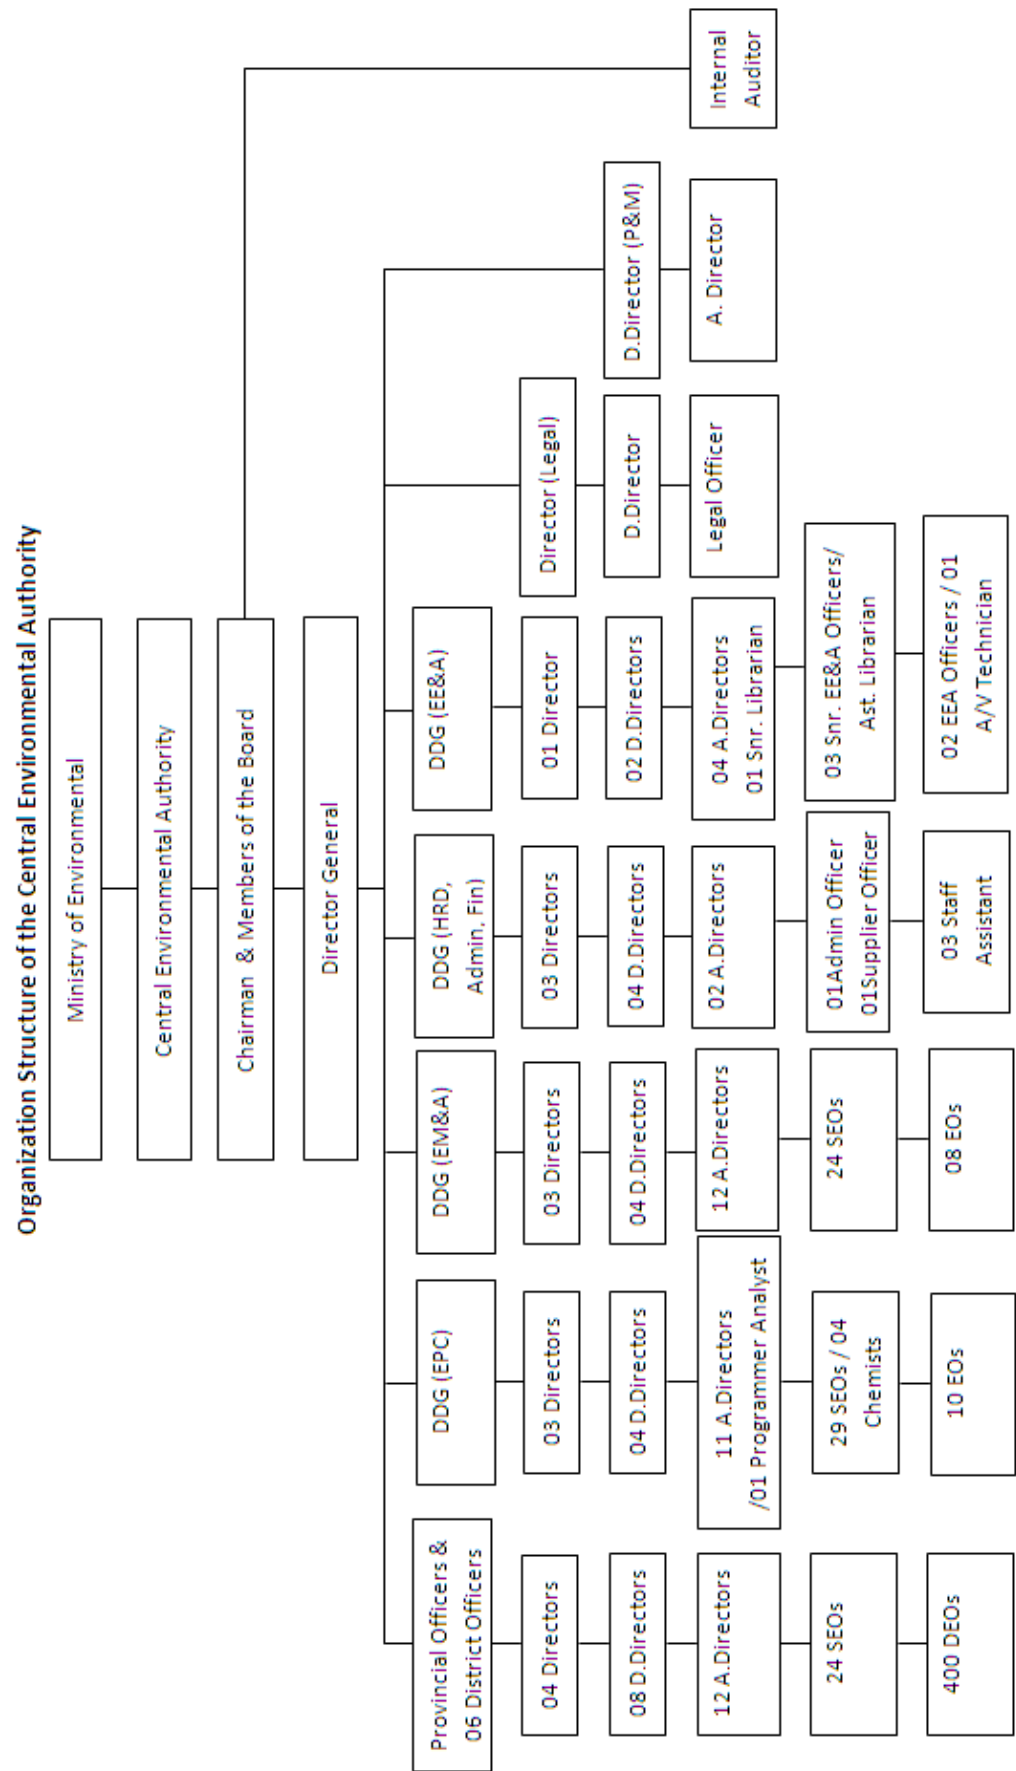 Organization Structure of the Central Environmental Authority
Ministry of Environmental
Central Environmental Authority
Chairman & Members of the Board
Director General
Internal
Auditor
Provincial Officers &
06 District Officers
DDG (EPC)
DDG (EM&A)
DDG (HRD,
Admin, Fin)
DDG (EE&A)
04 Directors
03 Directors
03 Directors
03 Directors
01 Director
Director (Legal)
08 D.Directors
04 D.Directors
04 D.Directors
04 D.Directors
02 D.Directors
D.Director
D.Director (P&M)
12 A.Directors
11 A.Directors
/01 Programmer Analyst
12 A.Directors
02 A.Directors
04 A.Directors
01 Snr. Librarian
Legal Officer
A. Director
24 SEOs
29 SEOs / 04
Chemists
24 SEOs
01Admin Officer
01Supplier Officer
03 Snr. EE&A Officers/
Ast. Librarian
400 DEOs
10 EOs
08 EOs
03 Staff
Assistant
02 EEA Officers / 01
A/V Technician